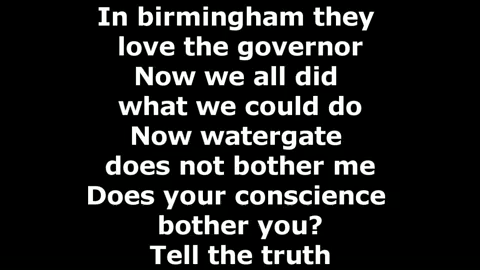 In birmingham they
love the governor
Now we all did
what we could do
Now watergate
does not bother me
Does your conscience
bother you?
Tell the truth